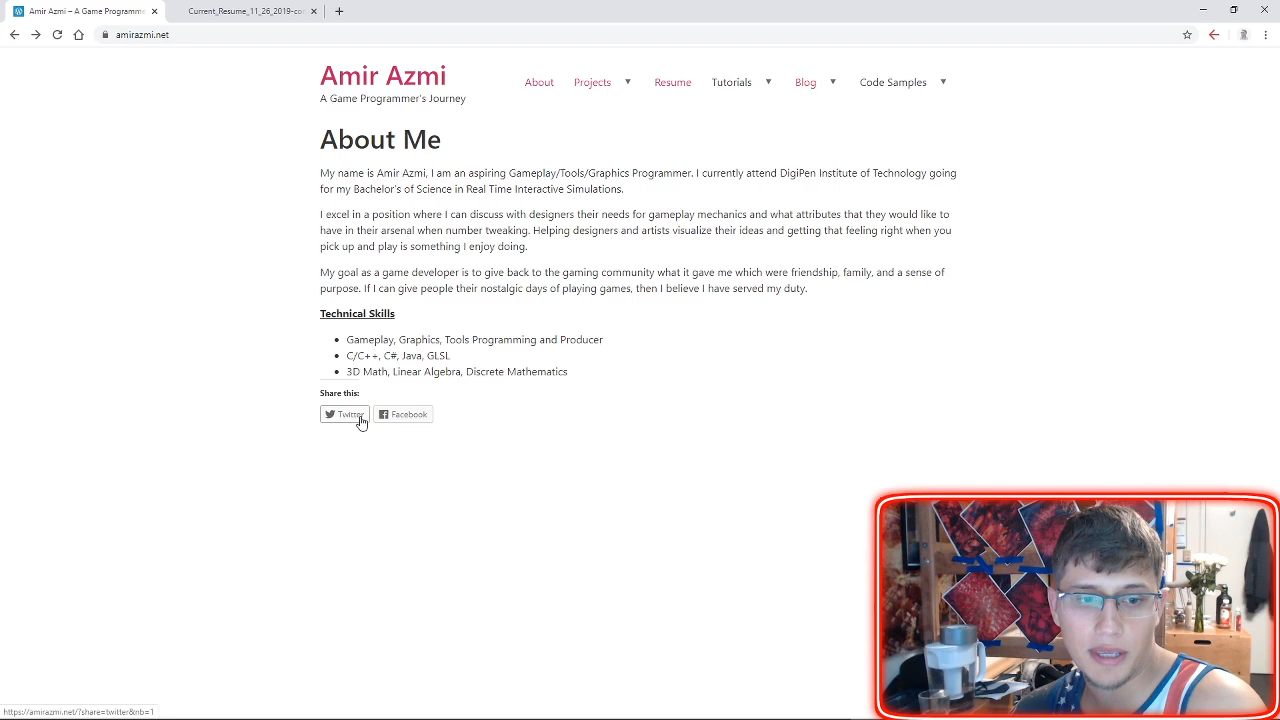 Amir Azmi – A Game Programme
Current_Resume_11_26_2019-co
amirazmi.net
Amir Azmi
A Game Programmer's Journey
About Projects Resume Tutorials Blog Code Samples
About Me
My name is Amir Azmi, I am an aspiring Gameplay/Tools/Graphics Programmer. I currently attend DigiPen Institute of Technology going
for my Bachelor's of Science in Real Time Interactive Simulations.
I excel in a position where I can discuss with designers their needs for gameplay mechanics and what attributes that they would like to
have in their arsenal when number tweaking. Helping designers and artists visualize their ideas and getting that feeling right when you
pick up and play is something I enjoy doing.
My goal as a game developer is to give back to the gaming community what it gave me which were friendship, family, and a sense of
purpose. If I can give people their nostalgic days of playing games, then I believe I have served my duty.
Technical Skills
Gameplay, Graphics, Tools Programming and Producer
C/C++, C#, Java, GLSL
3D Math, Linear Algebra, Discrete Mathematics
Share this:
Twitter Facebook
https://amirazmi.net/?share=twitter&nb=1